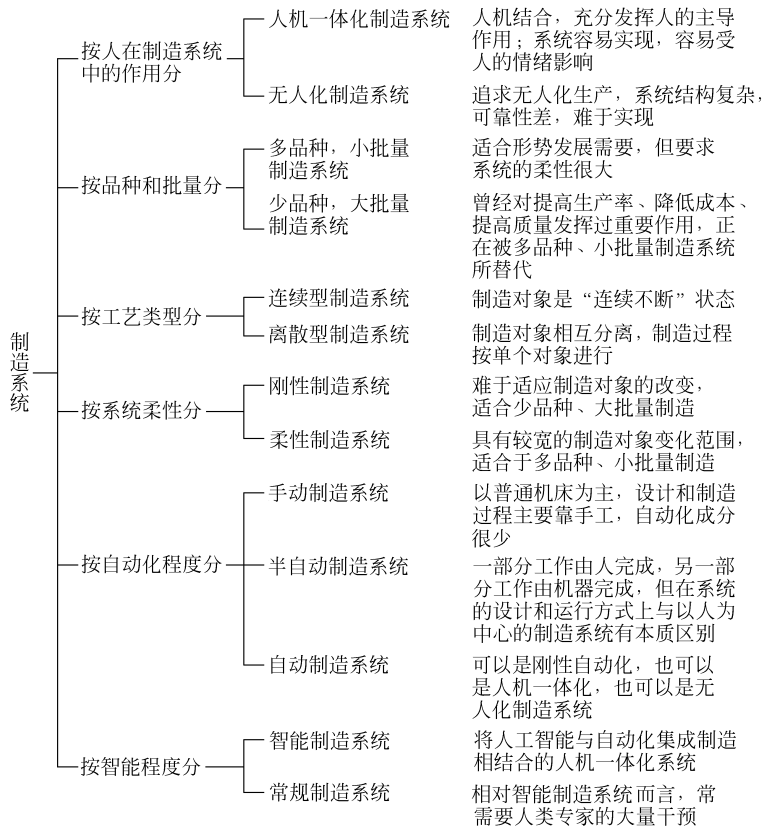 制造系统
按人在制造系统
中的作用分
人机一体化制造系统
人机结合，充分发挥人的主导
作用；系统容易实现，容易受
人的情绪影响
无人化制造系统
追求无人化生产，系统结构复杂，
可靠性差，难于实现
按品种和批量分
多品种，小批量
制造系统
适合形势发展需要，但要求
系统的柔性很大
少品种，大批量
制造系统
曾经对提高生产率、降低成本、
提高质量发挥过重要作用，正
在被多品种、小批量制造系统
所替代
按工艺类型分
连续型制造系统
制造对象是“连续不断”状态
离散型制造系统
制造对象相互分离，制造过程
按单个对象进行
按系统柔性分
刚性制造系统
难于适应制造对象的改变，
适合少品种、大批量制造
柔性制造系统
具有较宽的制造对象变化范围，
适合于多品种、小批量制造
按自动化程度分
手动制造系统
以普通机床为主，设计和制造
过程主要靠手工，自动化成分
很少
半自动制造系统
一部分工作由人完成，另一部
分工作由机器完成，但在系统
的设计和运行方式上与以人为
中心的制造系统有本质区别
自动制造系统
可以是刚性自动化，也可以
是人机一体化，也可以是无
人化制造系统
按智能程度分
智能制造系统
将人工智能与自动化集成制造
相结合的人机一体化系统
常规制造系统
相对智能制造系统而言，常
需要人类专家的大量干预